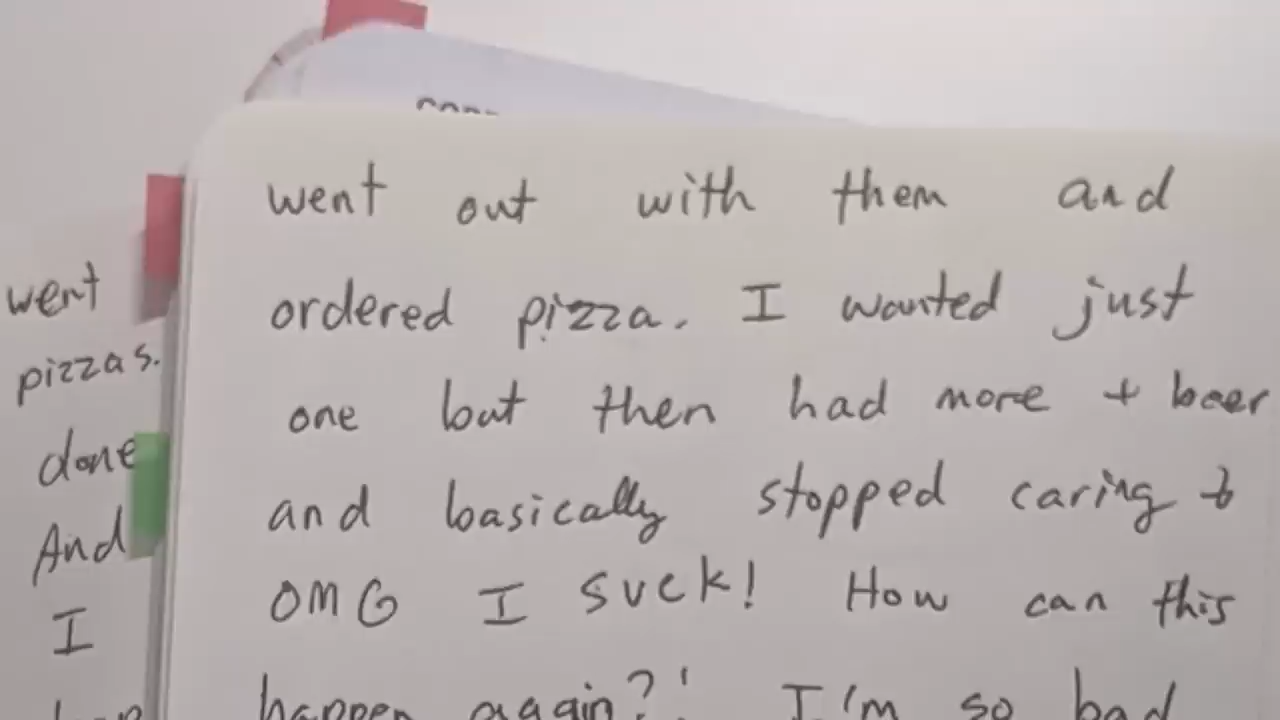 went out with them and
ordered pizza. I wanted just
one but then had more + beer
and basically stopped caring +
OMG I suck! How can this
happen again?! I'm so bad
went
pizzas.
done
And
I